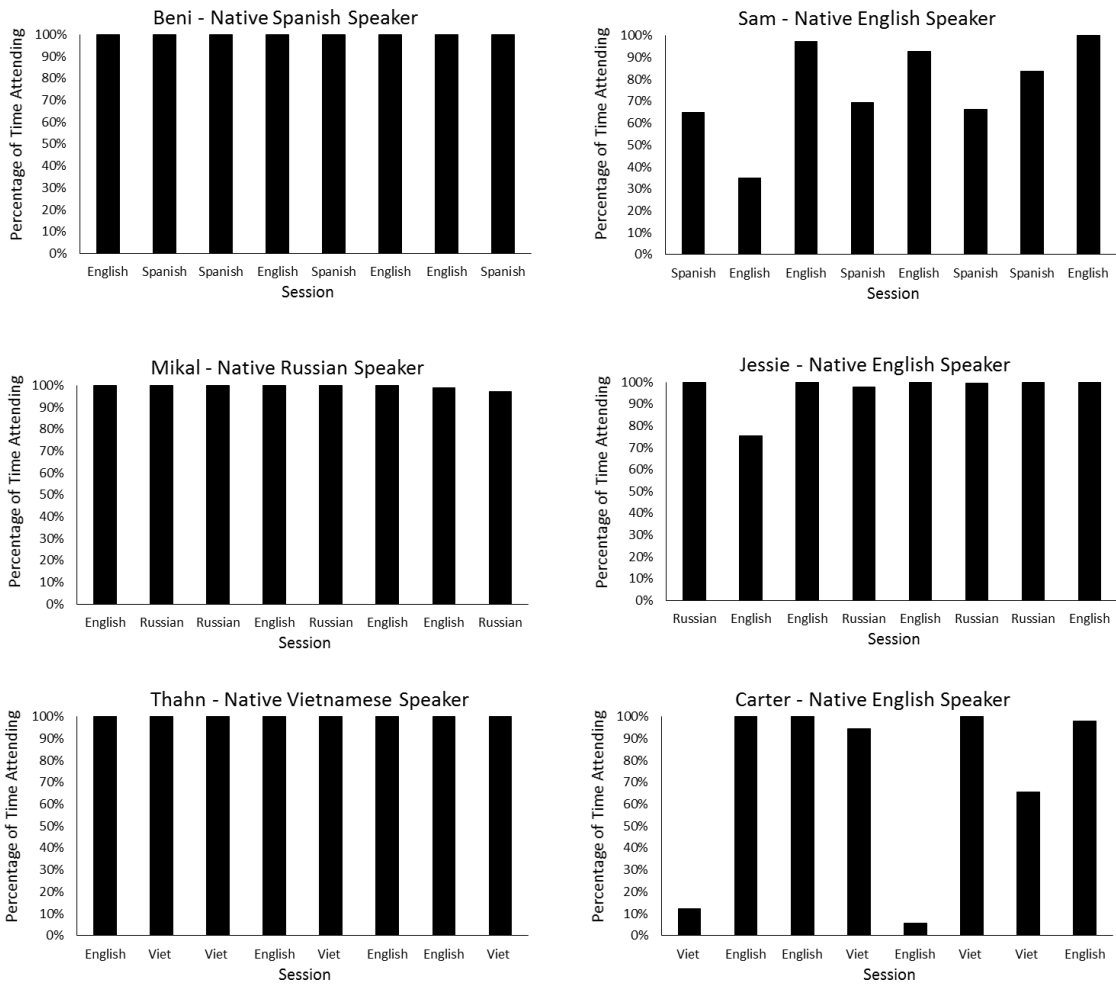 Beni - Native Spanish Speaker
Percentage of Time Attending
100%
90%
80%
70%
60%
50%
40%
30%
20%
10%
0%
English Spanish Spanish English Spanish English English Spanish
Session
Sam - Native English Speaker
Percentage of Time Attending
100%
90%
80%
70%
60%
50%
40%
30%
20%
10%
0%
Spanish English English Spanish English Spanish Spanish English
Session
Mikal - Native Russian Speaker
Percentage of Time Attending
100%
90%
80%
70%
60%
50%
40%
30%
20%
10%
0%
English Russian Russian English Russian English English Russian
Session
Jessie - Native English Speaker
Percentage of Time Attending
100%
90%
80%
70%
60%
50%
40%
30%
20%
10%
0%
Russian English English Russian English Russian Russian English
Session
Thahn - Native Vietnamese Speaker
Percentage of Time Attending
100%
90%
80%
70%
60%
50%
40%
30%
20%
10%
0%
English Viet Viet English Viet English English Viet
Session
Carter - Native English Speaker
Percentage of Time Attending
100%
90%
80%
70%
60%
50%
40%
30%
20%
10%
0%
Viet English English Viet English Viet Viet English
Session